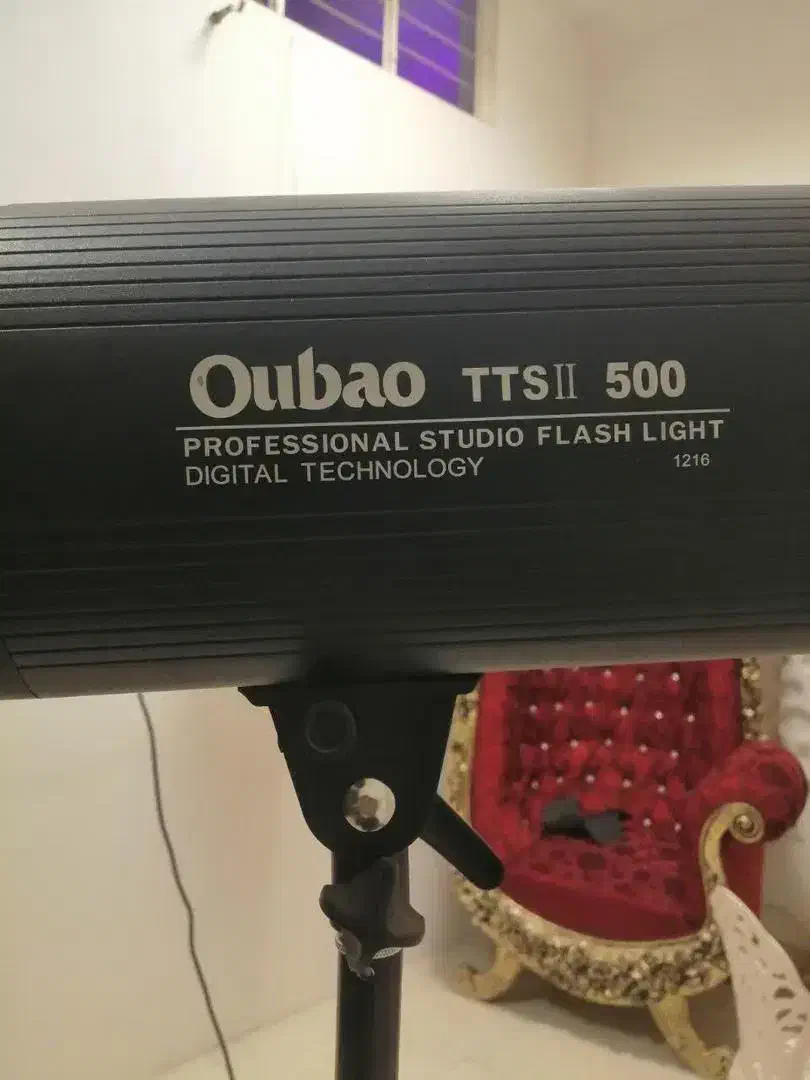 Oubao TTSII 500
PROFESSIONAL STUDIO FLASH LIGHT
DIGITAL TECHNOLOGY 1216